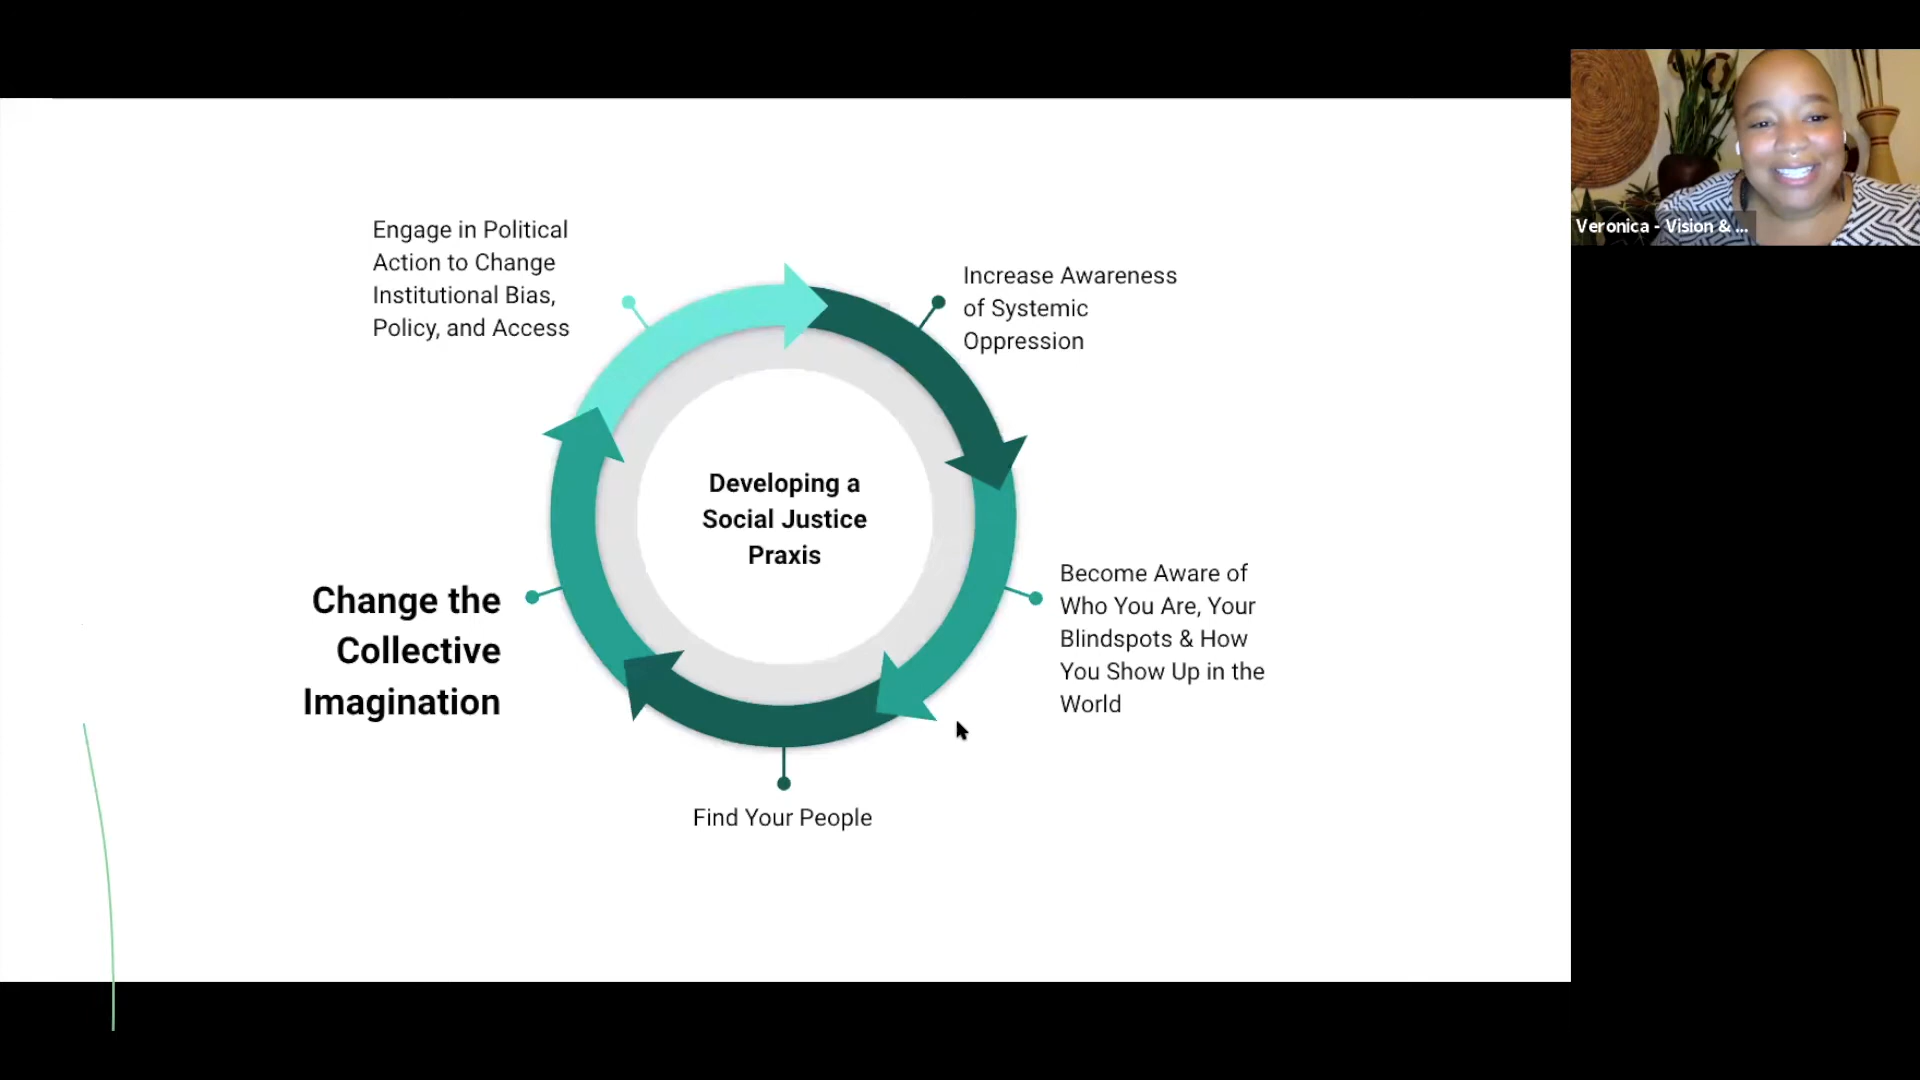 Engage in Political
Action to Change
Institutional Bias,
Policy, and Access
Increase Awareness
of Systemic
Oppression
Developing a
Social Justice
Praxis
Become Aware of
Who You Are, Your
Blindspots & How
You Show Up in the
World
Find Your People
Change the
Collective
Imagination
Veronica - Vision & ...